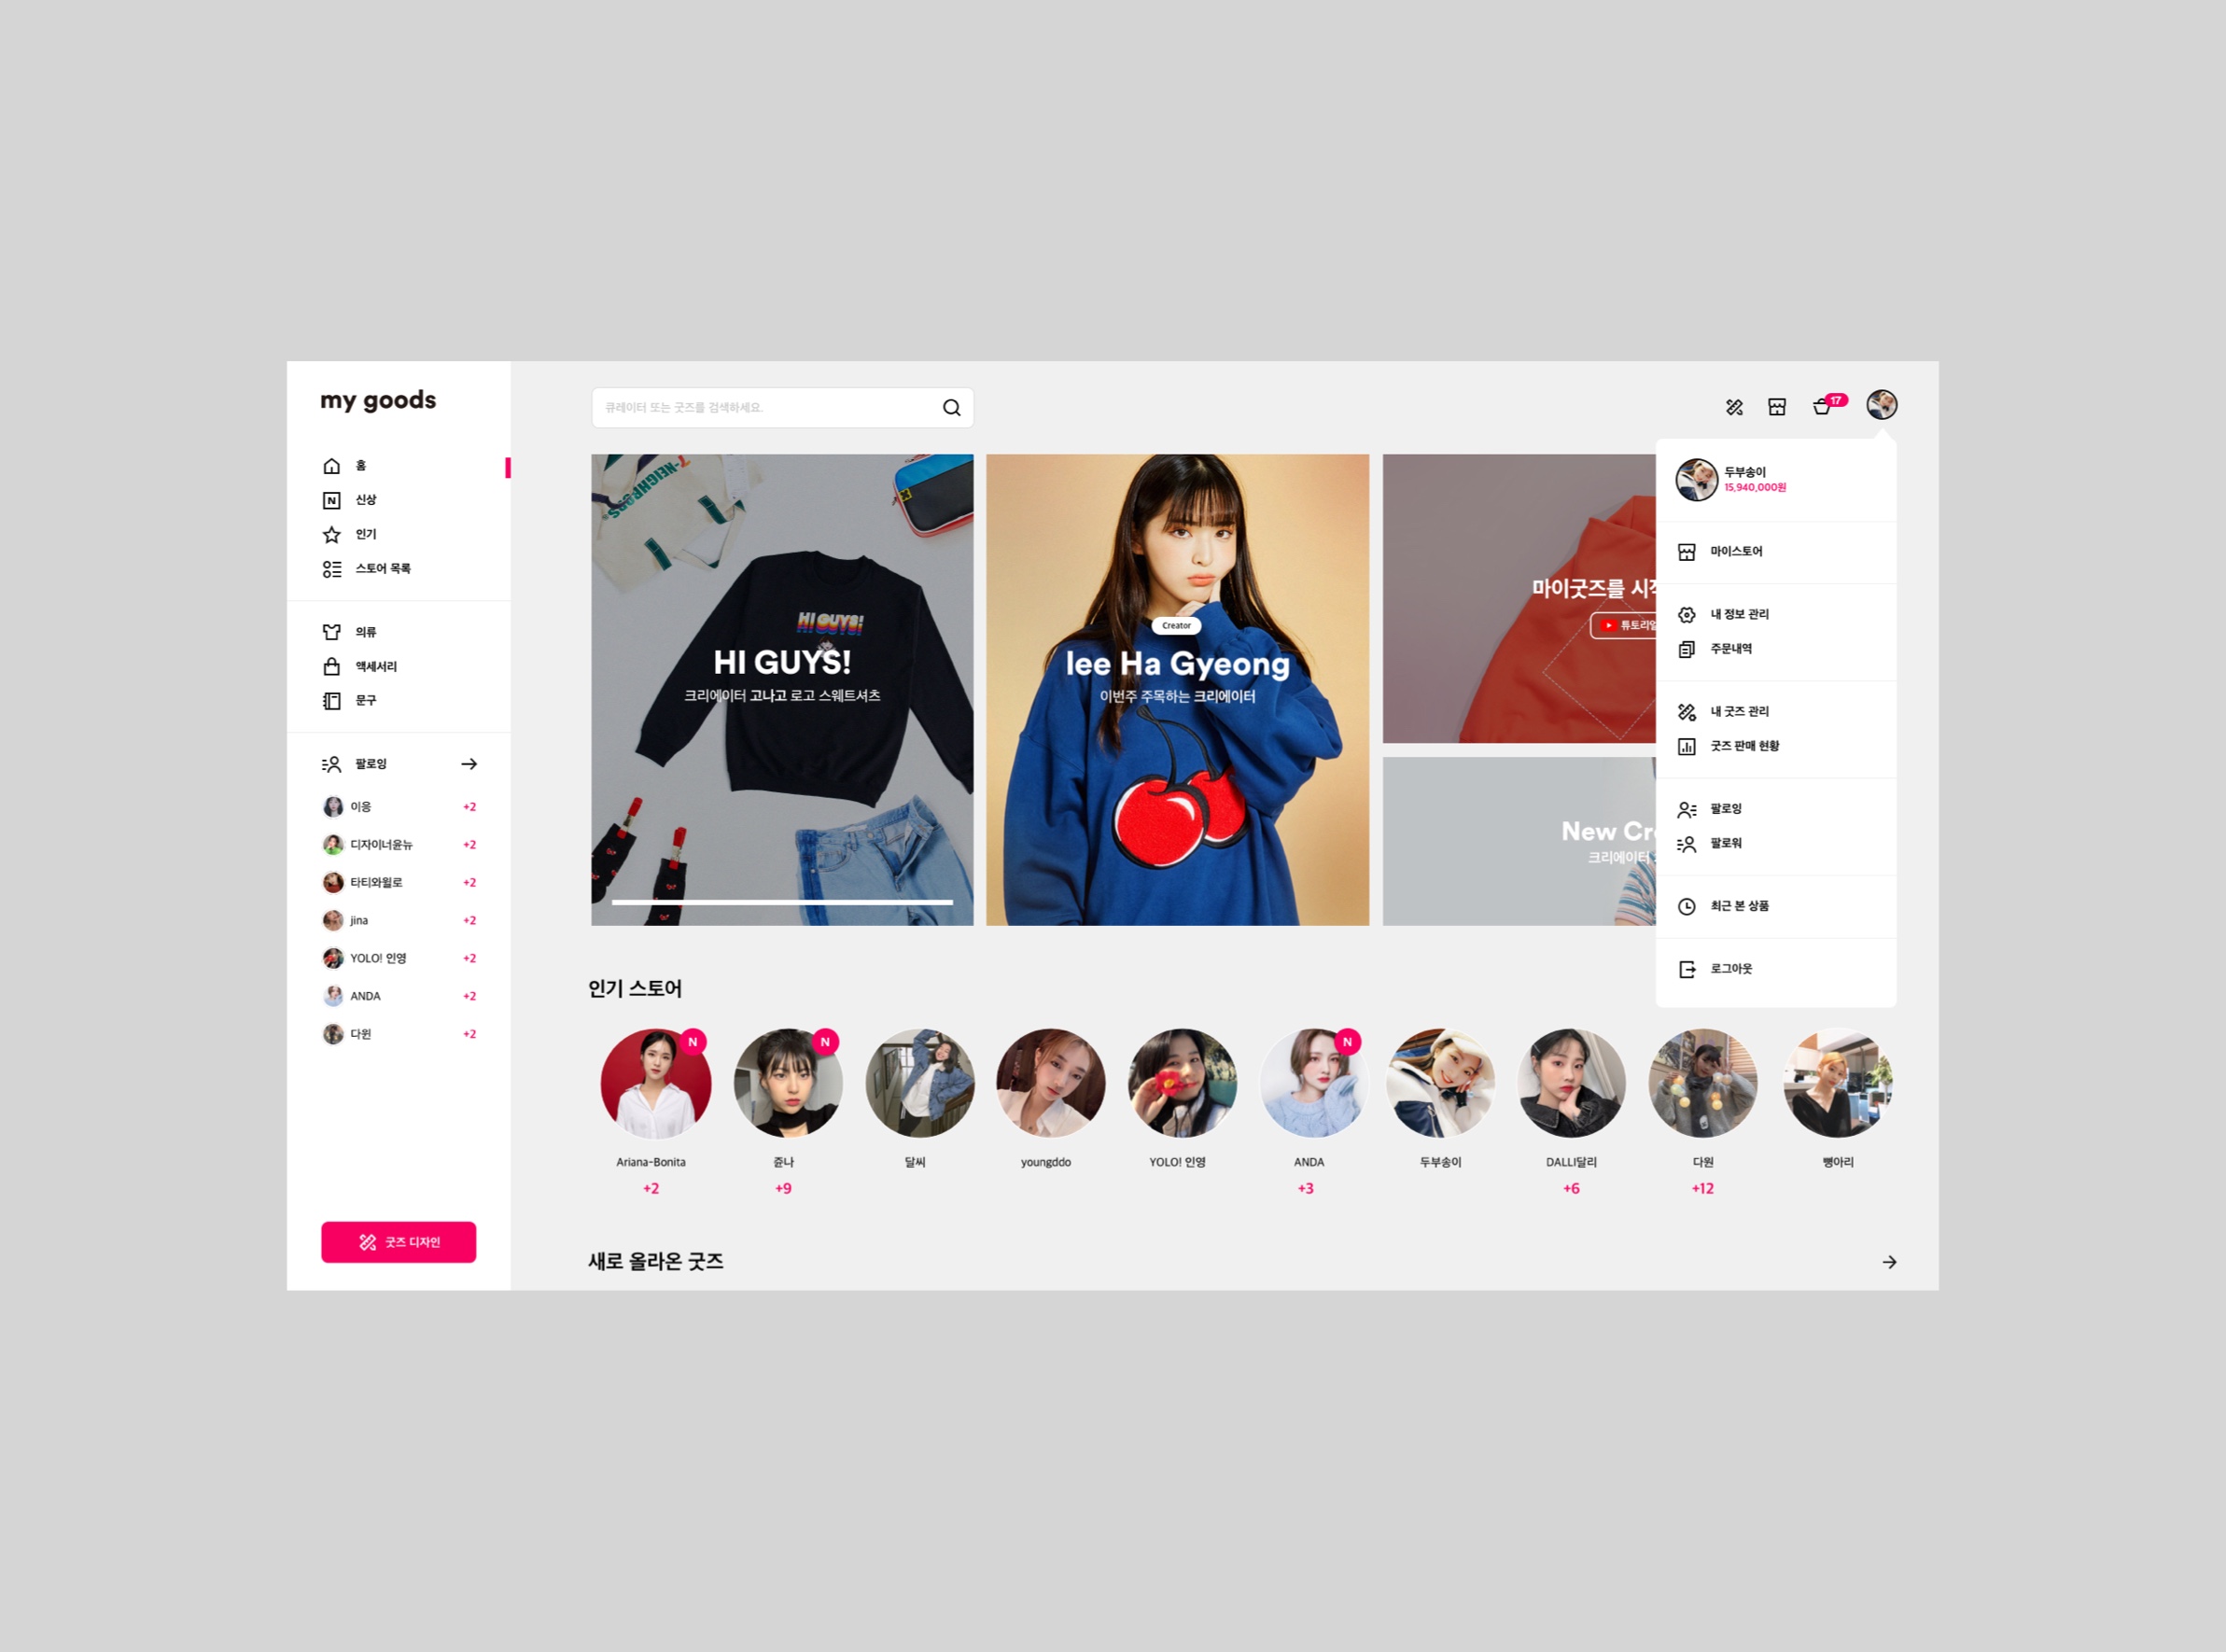 my goods
홈
신상
인기
스토어 목록
의류
액세서리
문구
팔로잉
이응 +2
디자이너윤뉴 +2
타티와윌로 +2
jina +2
YOLO! 인영 +2
ANDA +2
다윈 +2
굿즈 디자인
큐레이터 또는 굿즈를 검색하세요.
17
HI GUYS!
HI GUYS!
크리에이터 고나고 로고 스웨트셔츠
Creator
lee Ha Gyeong
이번주 주목하는 크리에이터
마이굿즈를 시작
튜토리얼
New Cre
크리에이터
두부송이
15,940,000원
마이스토어
내 정보 관리
주문내역
내 굿즈 관리
굿즈 판매 현황
팔로잉
팔로워
최근 본 상품
로그아웃
인기 스토어
N
N
N
Ariana-Bonita
쥰나
달씨
youngddo
YOLO! 인영
ANDA
두부송이
DALLI달리
다원
뺑아리
+2
+9
+3
+6
+12
새로 올라온 굿즈